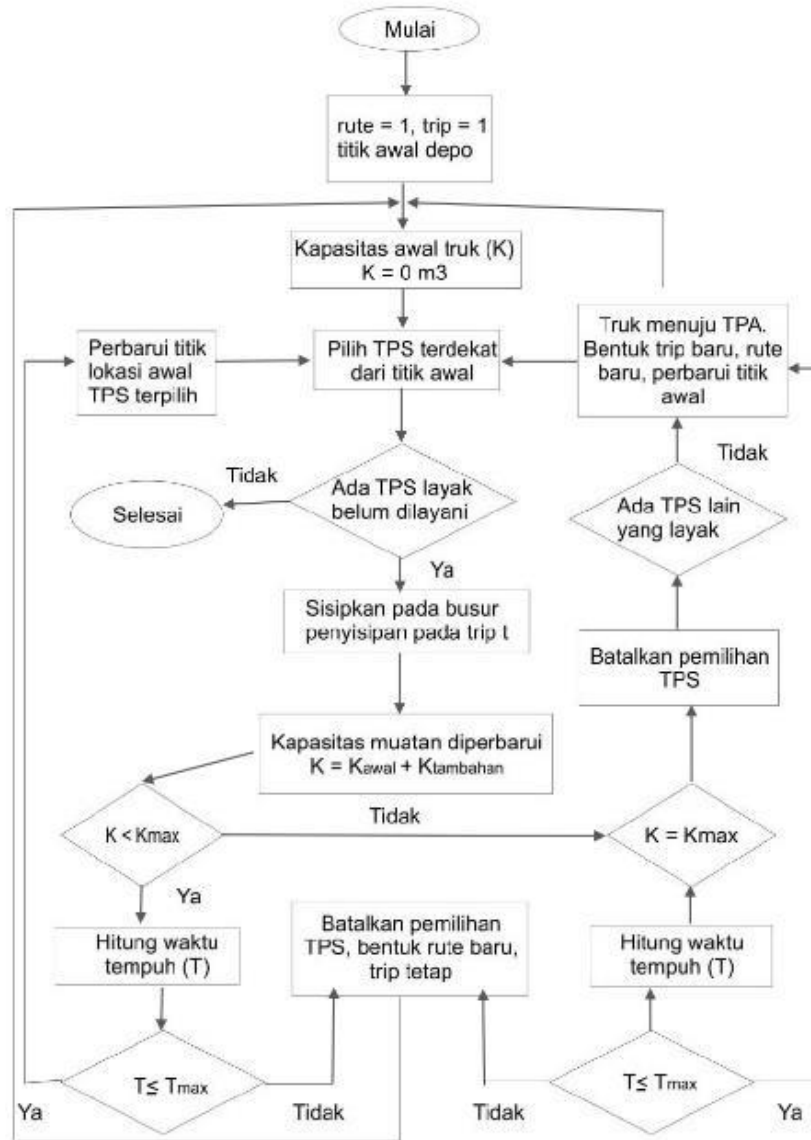 Mulai
rute = 1, trip = 1
titik awal depo
Kapasitas awal truk (K)
K = 0 m3
Perbarui titik
lokasi awal
TPS terpilih
Pilih TPS terdekat
dari titik awal
Truk menuju TPA.
Bentuk trip baru, rute
baru, perbarui titik
awal
Tidak
Selesai
Ada TPS layak
belum dilayani
Tidak
Ada TPS lain
yang layak
Ya
Sisipkan pada busur
penyisipan pada trip t
Batalkan pemilihan
TPS
Kapasitas muatan diperbarui
K = Kawal + Ktambahan
K < Kmax
Tidak
K = Kmax
Ya
Hitung waktu
tempuh (T)
Batalkan pemilihan
TPS, bentuk rute baru,
trip tetap
Hitung waktu
tempuh (T)
T ≤ Tmax
T ≤ Tmax
Ya
Tidak
Tidak
Ya